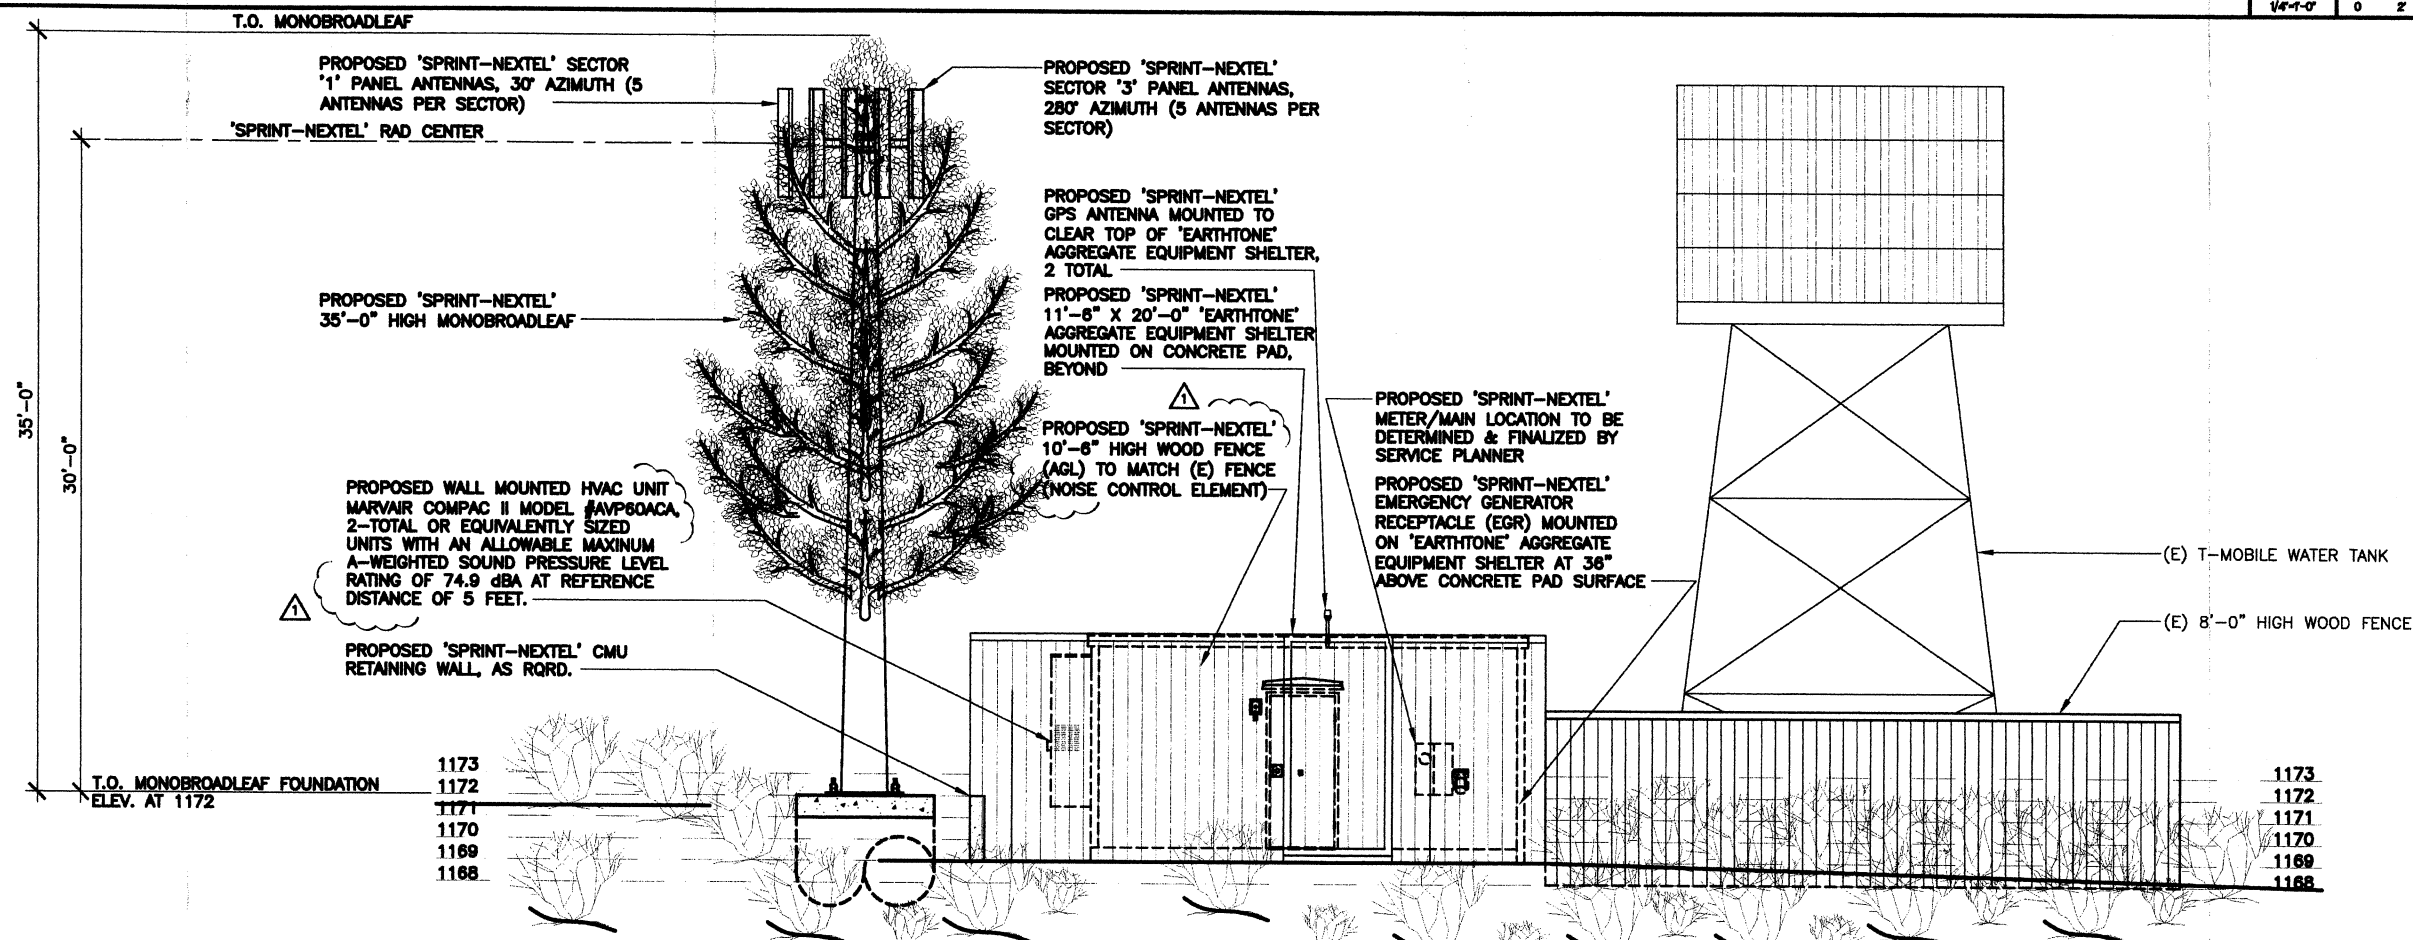 1/4"=1'-0" 0 2'
T.O. MONOBROADLEAF
PROPOSED 'SPRINT-NEXTEL' SECTOR
'1' PANEL ANTENNAS, 30° AZIMUTH (5
ANTENNAS PER SECTOR)
'SPRINT-NEXTEL' RAD CENTER
PROPOSED 'SPRINT-NEXTEL'
SECTOR '3' PANEL ANTENNAS,
280° AZIMUTH (5 ANTENNAS PER
SECTOR)
PROPOSED 'SPRINT-NEXTEL'
GPS ANTENNA MOUNTED TO
CLEAR TOP OF 'EARTHTONE'
AGGREGATE EQUIPMENT SHELTER,
2 TOTAL
PROPOSED 'SPRINT-NEXTEL'
35'-0" HIGH MONOBROADLEAF
PROPOSED 'SPRINT-NEXTEL'
11'-6" X 20'-0" 'EARTHTONE'
AGGREGATE EQUIPMENT SHELTER
MOUNTED ON CONCRETE PAD,
BEYOND
35'-0"
30'-0"
1
PROPOSED 'SPRINT-NEXTEL'
10'-6" HIGH WOOD FENCE
(AGL) TO MATCH (E) FENCE
(NOISE CONTROL ELEMENT)
PROPOSED 'SPRINT-NEXTEL'
METER/MAIN LOCATION TO BE
DETERMINED & FINALIZED BY
SERVICE PLANNER
PROPOSED 'SPRINT-NEXTEL'
EMERGENCY GENERATOR
RECEPTACLE (EGR) MOUNTED
ON 'EARTHTONE' AGGREGATE
EQUIPMENT SHELTER AT 36"
ABOVE CONCRETE PAD SURFACE
PROPOSED WALL MOUNTED HVAC UNIT
MARVAIR COMPAC II MODEL #AVP60ACA,
2-TOTAL OR EQUIVALENTLY SIZED
UNITS WITH AN ALLOWABLE MAXINUM
A-WEIGHTED SOUND PRESSURE LEVEL
RATING OF 74.9 dBA AT REFERENCE
DISTANCE OF 5 FEET.
1
PROPOSED 'SPRINT-NEXTEL' CMU
RETAINING WALL, AS RQRD.
(E) T-MOBILE WATER TANK
(E) 8'-0" HIGH WOOD FENCE
T.O. MONOBROADLEAF FOUNDATION
ELEV. AT 1172
1173
1172
1171
1170
1169
1168
1173
1172
1171
1170
1169
1168